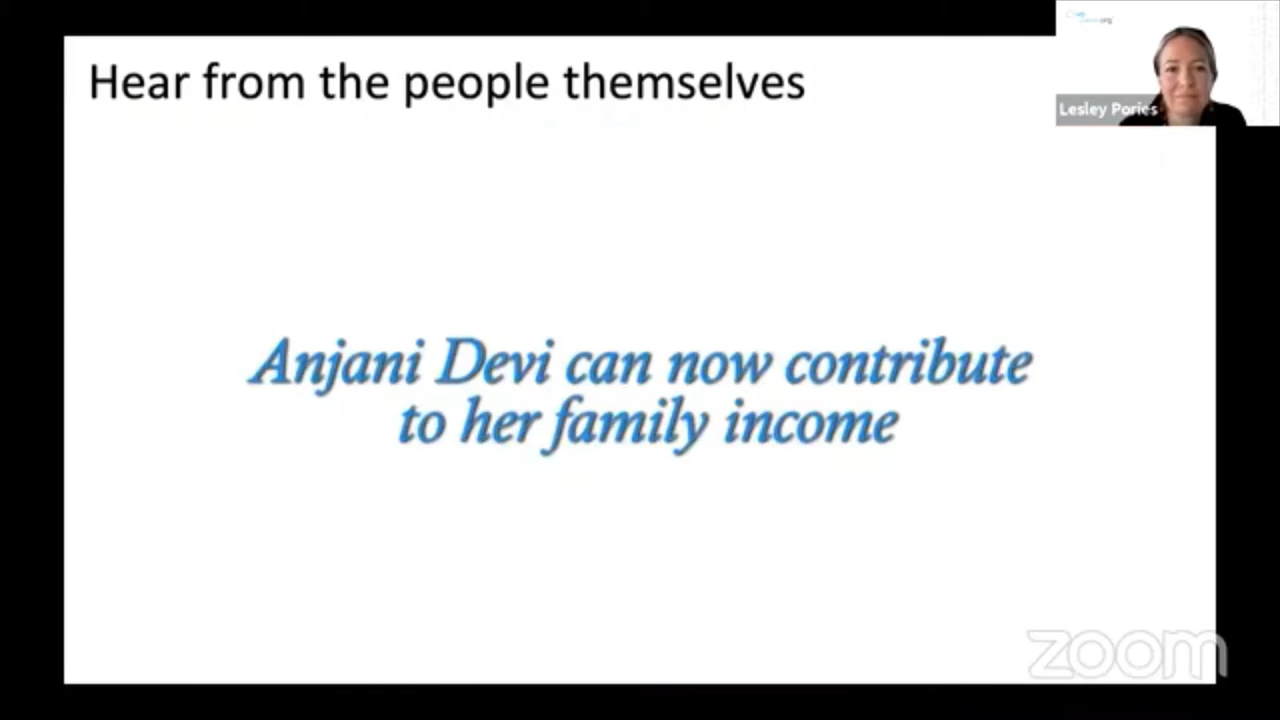 Hear from the people themselves
Lesley Pories
Anjani Devi can now contribute
to her family income
zoom